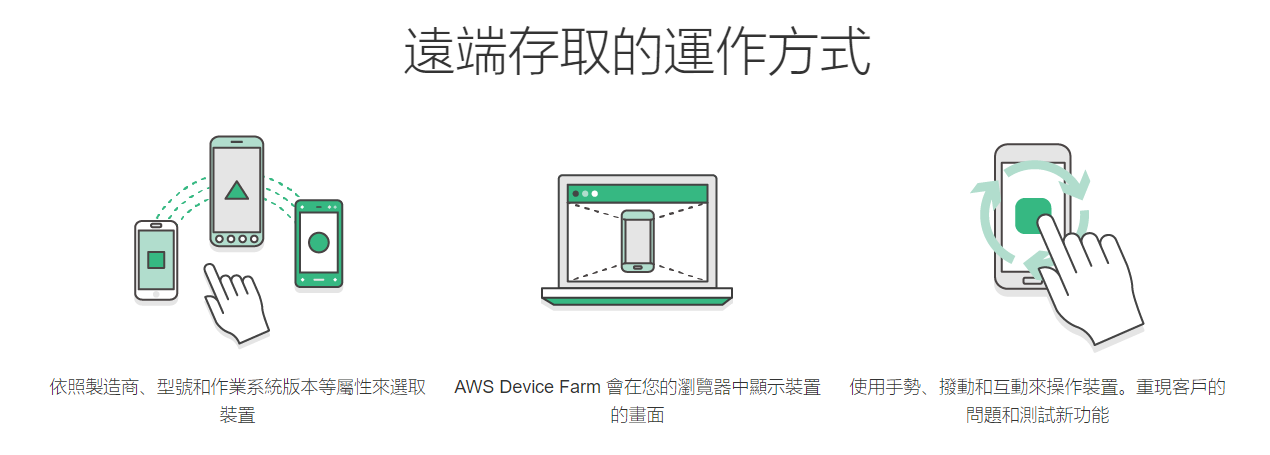 遠端存取的運作方式
依照製造商、型號和作業系統版本等屬性來選取
裝置
AWS Device Farm 會在您的瀏覽器中顯示裝置
的畫面
使用手勢、撥動和互動來操作裝置。重現客戶的
問題和測試新功能